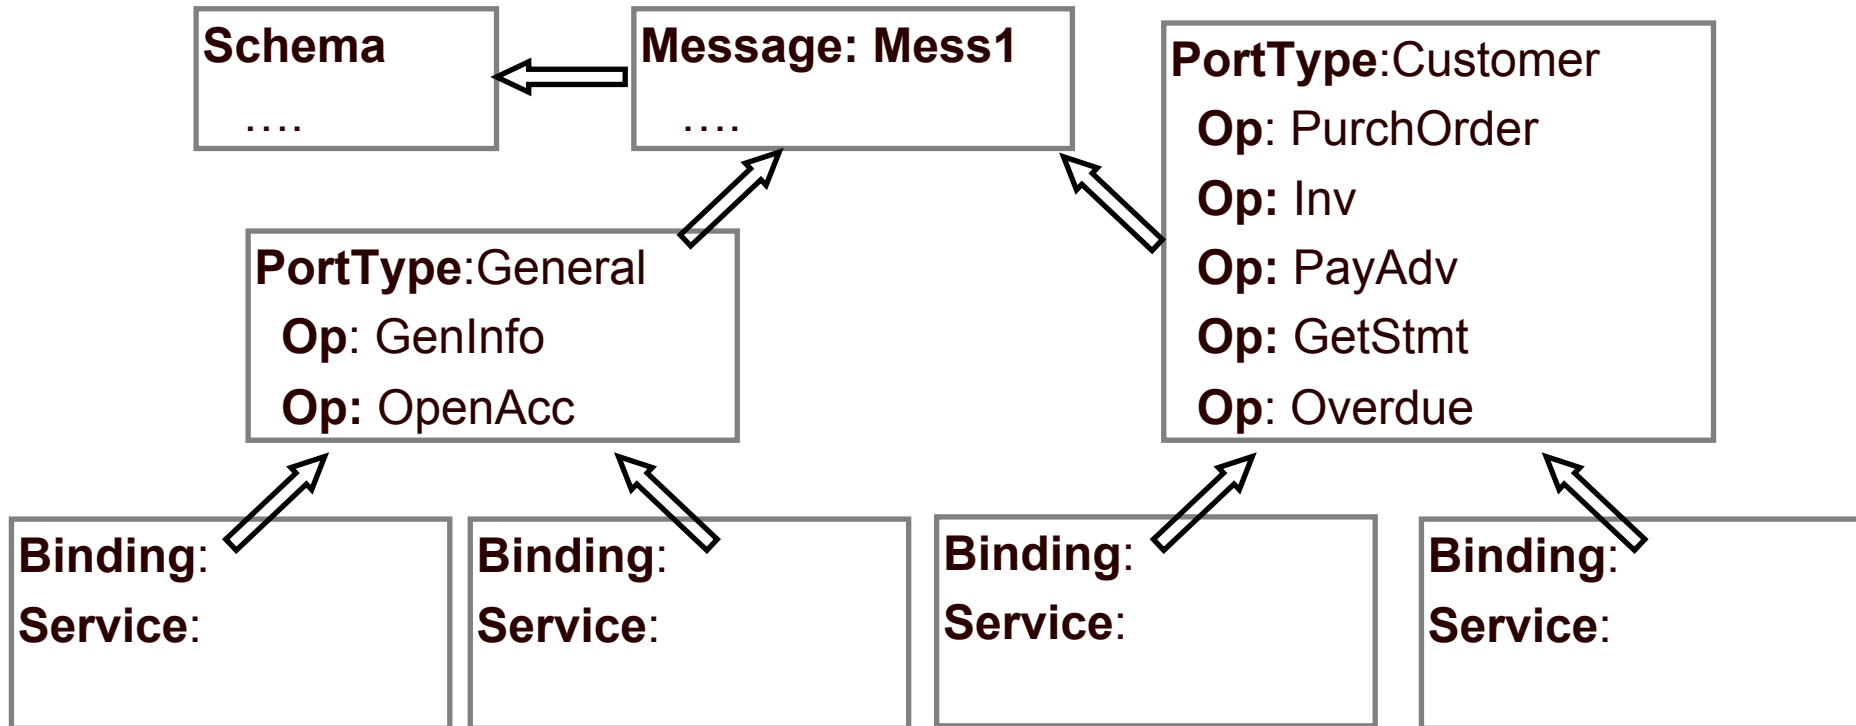 Schema
....
Message: Mess1
....
PortType:Customer
Op: PurchOrder
Op: Inv
Op: PayAdv
Op: GetStmt
Op: Overdue
PortType:General
Op: GenInfo
Op: OpenAcc
Binding:
Service:
Binding:
Service:
Binding:
Service:
Binding:
Service: